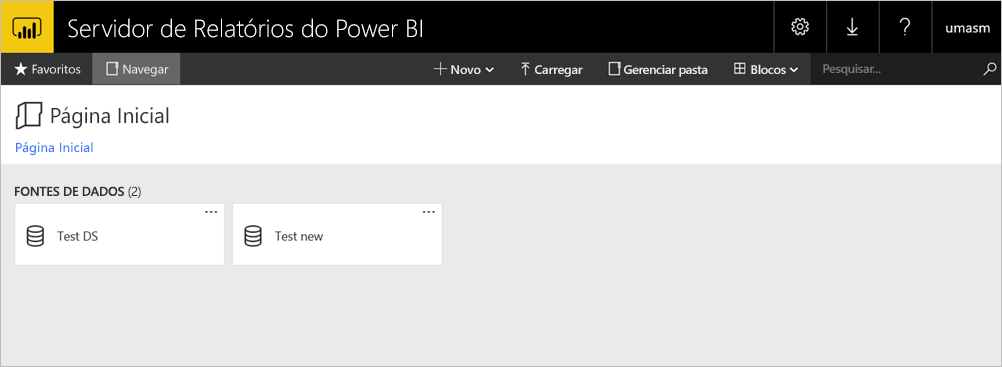 Servidor de Relatórios do Power BI
? umasm
Favoritos Navegar Novo Carregar Gerenciar pasta Blocos Pesquisar...
Página Inicial
Página Inicial
FONTES DE DADOS (2)
...
...
Test DS
Test new